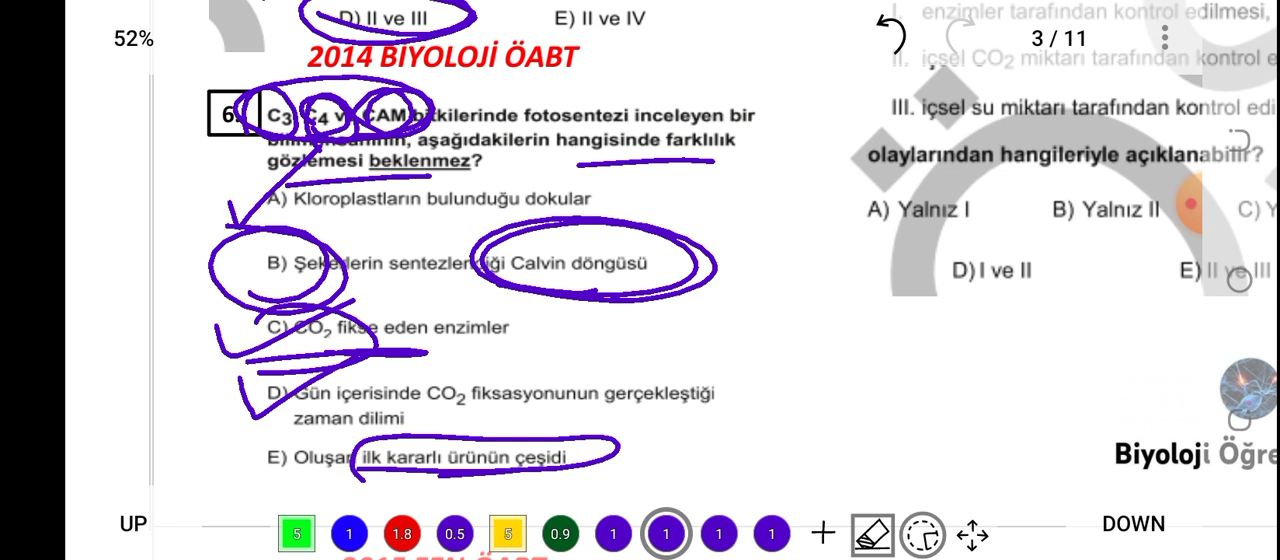 52%
D) II ve III
E) II ve IV
2014 BİYOLOJİ ÖABT
6.
C3, C4 ve CAM bitkilerinde fotosentezi inceleyen bir
aşağıdakilerin hangisinde farklılık
gözlemesi beklenmez?
A) Kloroplastların bulunduğu dokular
B) Şekerlerin sentezlendiği Calvin döngüsü
C) CO2 fikse eden enzimler
D) Gün içerisinde CO2 fiksasyonunun gerçekleştiği
zaman dilimi
E) Oluşan ilk kararlı ürünün çeşidi
I. enzimler tarafından kontrol edilmesi,
3 / 11
II. içsel CO2 miktarı tarafından kontrol e
III. içsel su miktarı tarafından kontrol edi
olaylarından hangileriyle açıklanabilir?
A) Yalnız I
B) Yalnız II
C) Y
D) I ve II
E) II ve III
Biyoloji Öğre
UP
5 1 1.8 0.5 5 0.9 1 1 1 1
DOWN